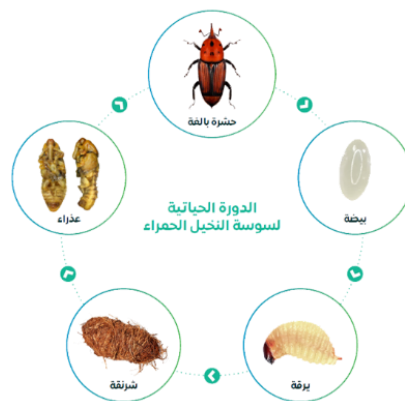 حشرة بالغة
بيضة
يرقة
شرنقة
عذراء
الدورة الحياتية
لسوسة النخيل الحمراء